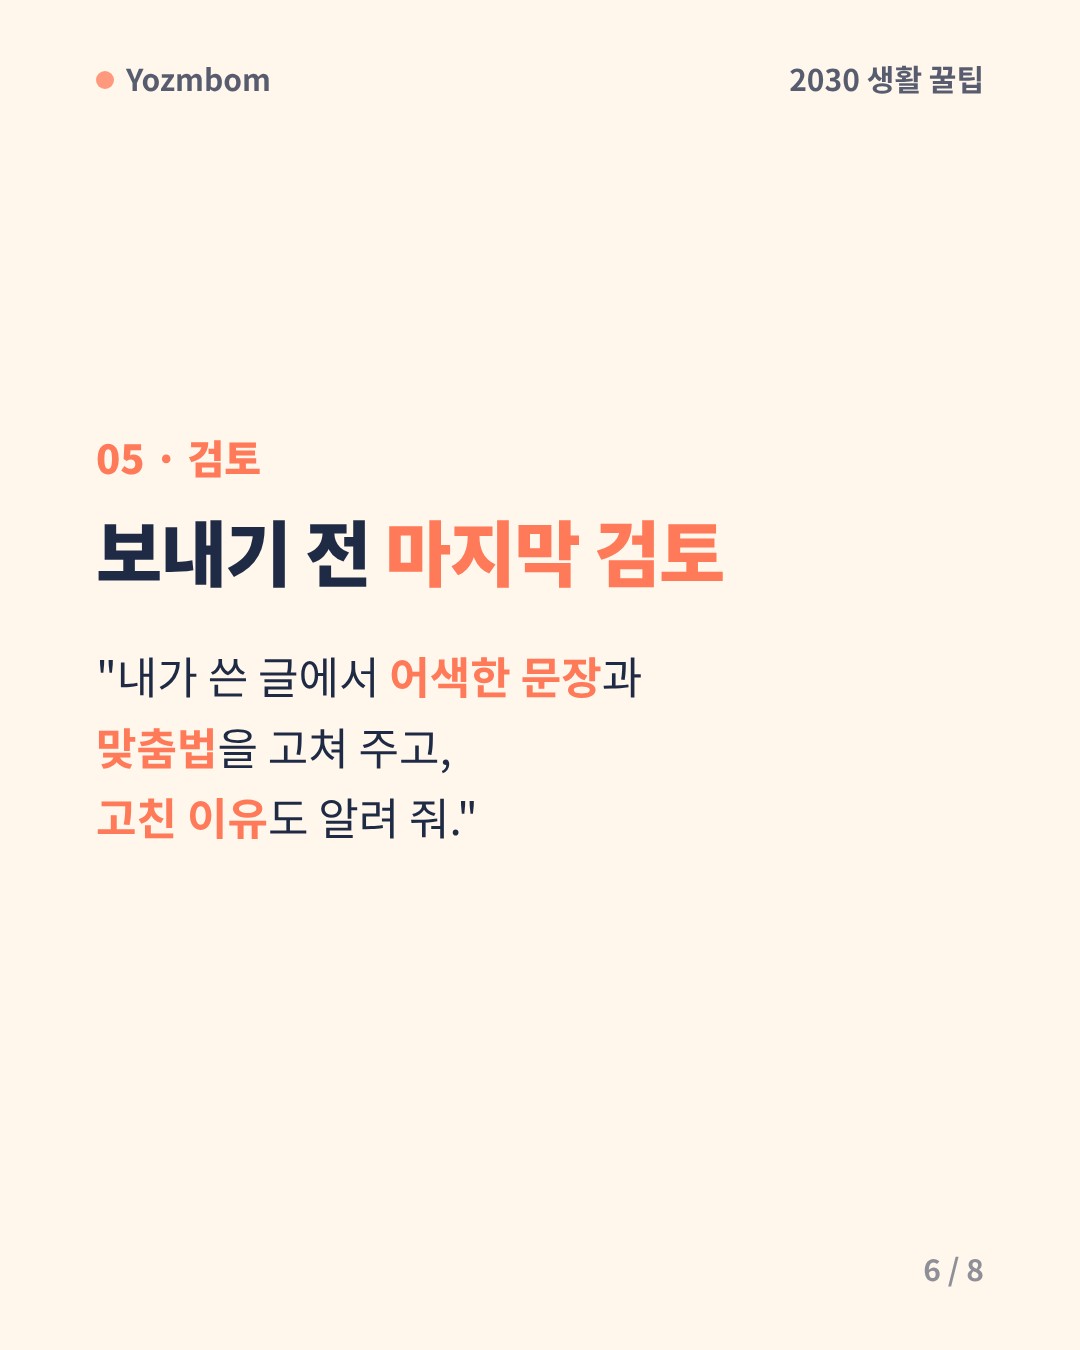 Yozmbom
2030 생활 꿀팁
05 · 검토
보내기 전 마지막 검토
"내가 쓴 글에서 어색한 문장과
맞춤법을 고쳐 주고,
고친 이유도 알려 줘."
6 / 8